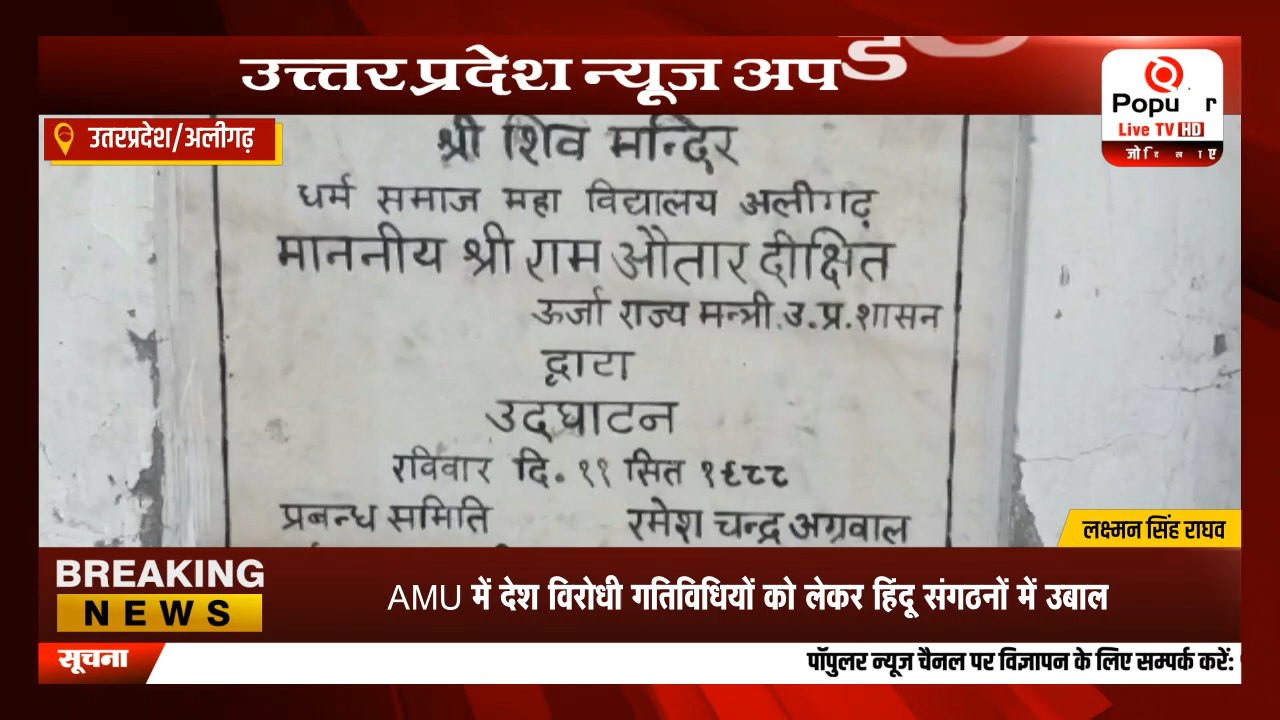 उत्त्तर प्रदेश न्यूज अप
उतरप्रदेश/अलीगढ़
Popu r
Live TV HD
श्री शिव मन्दिर
धर्म समाज महा विद्यालय अलीगढ़
माननीय श्री राम औतार दीक्षित
ऊर्जा राज्य मन्त्री.उ.प्र.शासन
द्वारा
उद्घाटन
रविवार दि. ११ सित १९८८
प्रबन्ध समिति रमेश चन्द्र अग्रवाल
लक्ष्मन सिंह राघव
BREAKING
NEWS
AMU में देश विरोधी गतिविधियों को लेकर हिंदू संगठनों में उबाल
सूचना
पॉपुलर न्यूज चैनल पर विज्ञापन के लिए सम्पर्क करें: